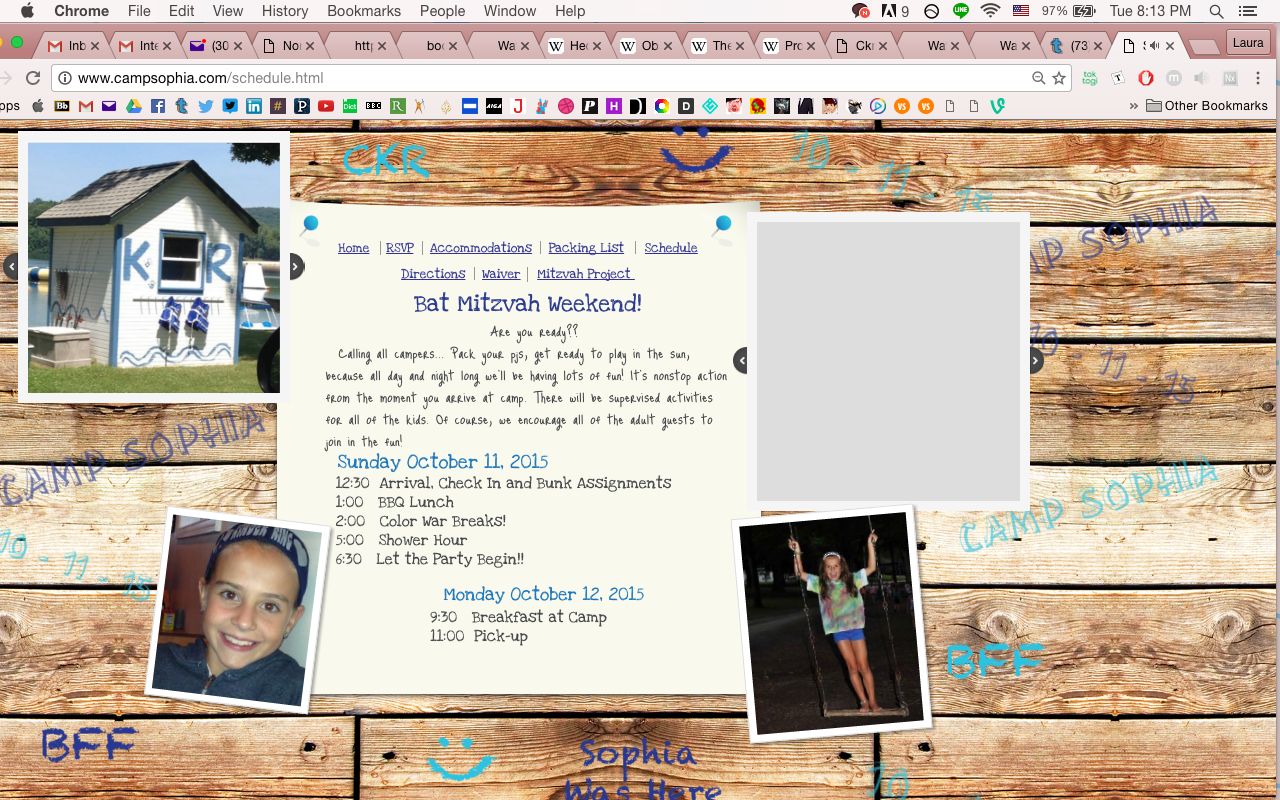 Chrome File Edit View History Bookmarks People Window Help 9 97% Tue 8:13 PM
Inb Inte (30 Nor http boo Wa Hee Ob The Pro Ckr Wa Wa (73 Laura
www.campsophia.com/schedule.html
Other Bookmarks
CKR
10 - 11 - 15
CAMP SOPHIA
K R
Home | RSVP | Accommodations | Packing List | Schedule
Directions | Waiver | Mitzvah Project
Bat Mitzvah Weekend!
Are you ready??
Calling all campers... Pack your pjs, get ready to play in the sun,
because all day and night long we'll be having lots of fun! It's nonstop action
from the moment you arrive at camp. There will be supervised activities
for all of the kids. Of course, we encourage all of the adult guests to
join in the fun!
10 - 11 - 15
CAMP SOPHIA
Sunday October 11, 2015
12:30 Arrival, Check In and Bunk Assignments
1:00 BBQ Lunch
2:00 Color War Breaks!
5:00 Shower Hour
6:30 Let the Party Begin!!
CAMP SOPHIA
10 - 11 - 15
Monday October 12, 2015
9:30 Breakfast at Camp
11:00 Pick-up
BFF
BFF
Sophia
Was Here
10